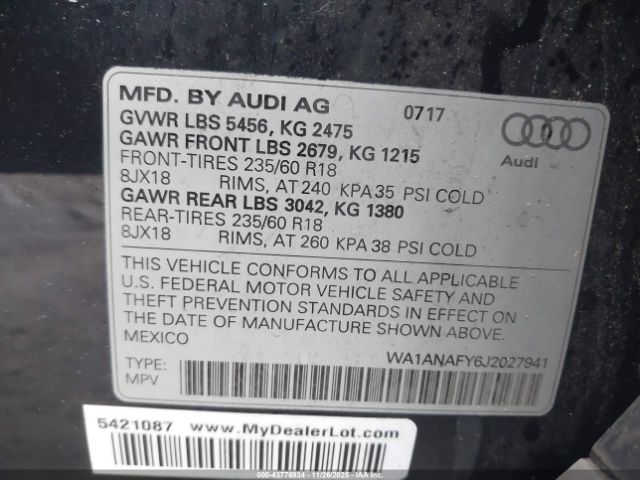 MFD. BY AUDI AG 0717
GVWR LBS 5456, KG 2475
GAWR FRONT LBS 2679, KG 1215
FRONT-TIRES 235/60 R18
8JX18 RIMS, AT 240 KPA 35 PSI COLD
GAWR REAR LBS 3042, KG 1380
REAR-TIRES 235/60 R18
8JX18 RIMS, AT 260 KPA 38 PSI COLD
Audi
THIS VEHICLE CONFORMS TO ALL APPLICABLE
U.S. FEDERAL MOTOR VEHICLE SAFETY AND
THEFT PREVENTION STANDARDS IN EFFECT ON
THE DATE OF MANUFACTURE SHOWN ABOVE.
MEXICO
WA1ANAFY6J2027941
TYPE:
MPV
5421087 www.MyDealerLot.com
000-43776934 | 11/26/2025 | IAA Inc.